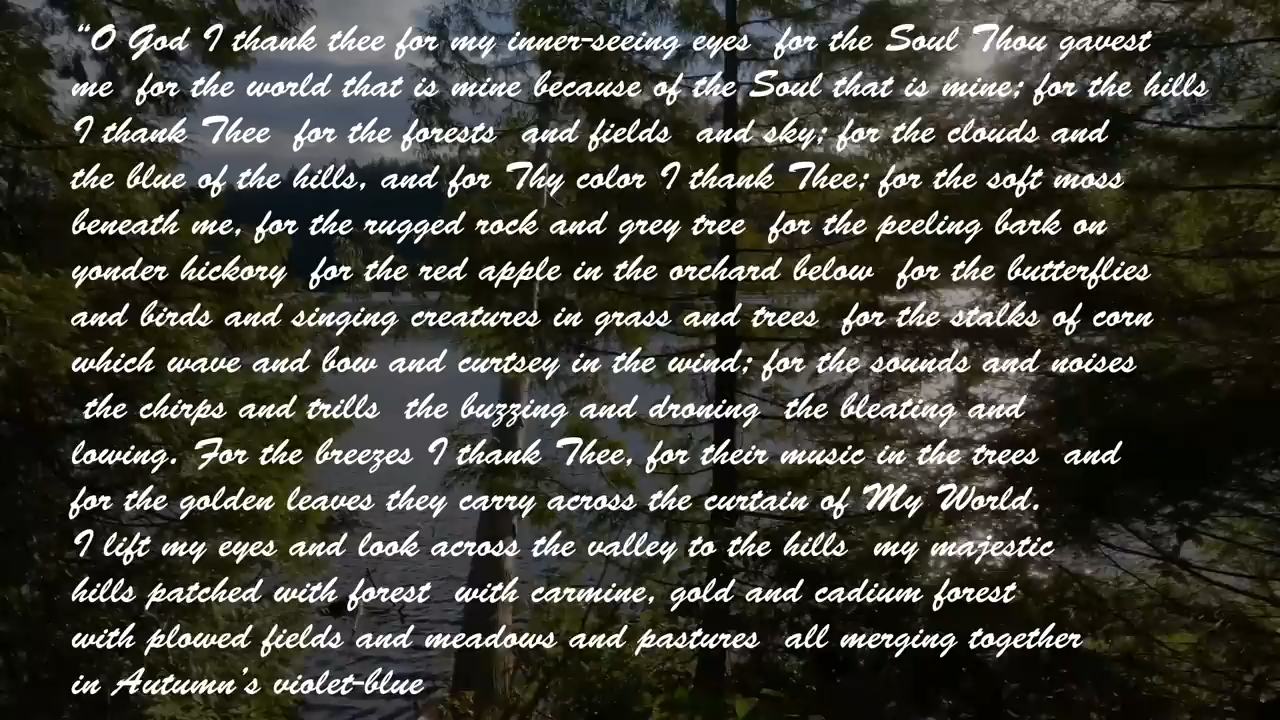 “O God I thank thee for my inner-seeing eyes for the Soul Thou gavest
me for the world that is mine because of the Soul that is mine; for the hills
I thank Thee for the forests and fields and sky; for the clouds and
the blue of the hills, and for Thy color I thank Thee; for the soft moss
beneath me, for the rugged rock and grey tree for the peeling bark on
yonder hickory for the red apple in the orchard below for the butterflies
and birds and singing creatures in grass and trees for the stalks of corn
which wave and bow and curtsey in the wind; for the sounds and noises
the chirps and trills the buzzing and droning the bleating and
lowing. For the breezes I thank Thee, for their music in the trees and
for the golden leaves they carry across the curtain of My World.
I lift my eyes and look across the valley to the hills my majestic
hills patched with forest with carmine, gold and cadium forest
with plowed fields and meadows and pastures all merging together
in Autumn’s violet-blue